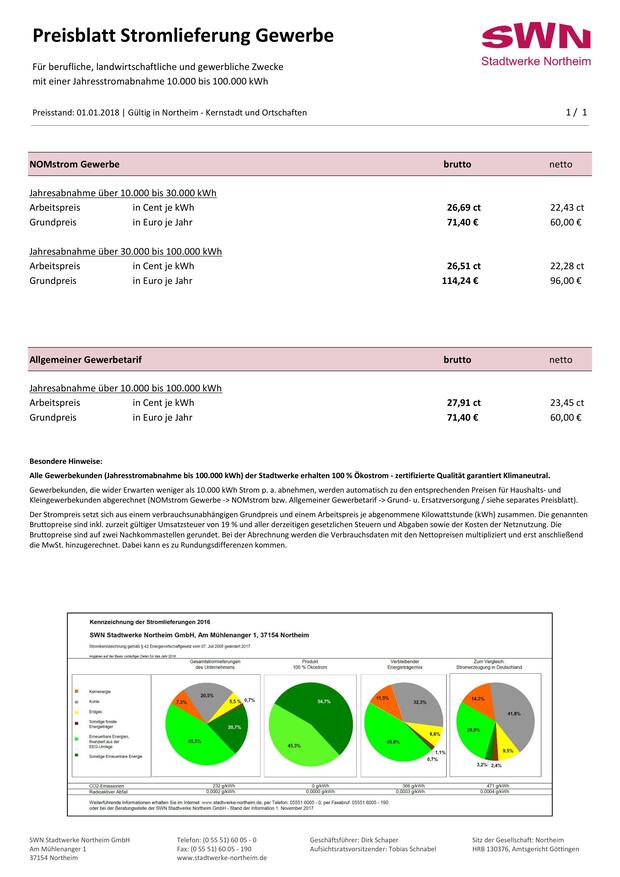 Preisblatt Stromlieferung Gewerbe
SWN
Stadtwerke Northeim
Für berufliche, landwirtschaftliche und gewerbliche Zwecke
mit einer Jahresstromabnahme 10.000 bis 100.000 kWh
Preisstand: 01.01.2018 | Gültig in Northeim - Kernstadt und Ortschaften 1 / 1
NOMstrom Gewerbe brutto netto
Jahresabnahme über 10.000 bis 30.000 kWh
Arbeitspreis in Cent je kWh 26,69 ct 22,43 ct
Grundpreis in Euro je Jahr 71,40 € 60,00 €
Jahresabnahme über 30.000 bis 100.000 kWh
Arbeitspreis in Cent je kWh 26,51 ct 22,28 ct
Grundpreis in Euro je Jahr 114,24 € 96,00 €
Allgemeiner Gewerbetarif brutto netto
Jahresabnahme über 10.000 bis 100.000 kWh
Arbeitspreis in Cent je kWh 27,91 ct 23,45 ct
Grundpreis in Euro je Jahr 71,40 € 60,00 €
Besondere Hinweise:
Alle Gewerbekunden (Jahresstromabnahme bis 100.000 kWh) der Stadtwerke erhalten 100 % Ökostrom - zertifizierte Qualität garantiert Klimaneutral.
Gewerbekunden, die wider Erwarten weniger als 10.000 kWh Strom p. a. abnehmen, werden automatisch zu den entsprechenden Preisen für Haushalts- und
Kleingewerbekunden abgerechnet (NOMstrom Gewerbe -> NOMstrom bzw. Allgemeiner Gewerbetarif -> Grund- u. Ersatzversorgung / siehe separates Preisblatt).
Der Strompreis setzt sich aus einem verbrauchsunabhängigen Grundpreis und einem Arbeitspreis je abgenommene Kilowattstunde (kWh) zusammen. Die genannten
Bruttopreise sind inkl. zurzeit gültiger Umsatzsteuer von 19 % und aller derzeitigen gesetzlichen Steuern und Abgaben sowie der Kosten der Netznutzung. Die
Bruttopreise sind auf zwei Nachkommastellen gerundet. Bei der Abrechnung werden die Verbrauchsdaten mit den Nettopreisen multipliziert und erst anschließend
die MwSt. hinzugerechnet. Dabei kann es zu Rundungsdifferenzen kommen.
Kennzeichnung der Stromlieferungen 2016
SWN Stadtwerke Northeim GmbH, Am Mühlenanger 1, 37154 Northeim
Stromkennzeichnung gemäß § 42 Energiewirtschaftsgesetz vom 07. Juli 2005 geändert 2017
Angaben auf der Basis vorläufiger Daten für das Jahr 2016
Gesamtstromlieferungen
des Unternehmens
Produkt
100 % Ökostrom
Verbleibender
Energieträgermix
Zum Vergleich:
Stromerzeugung in Deutschland
Kernenergie
Kohle
Erdgas
Sonstige fossile
Energieträger
Erneuerbare Energien,
finanziert aus der
EEG-Umlage
Sonstige Erneuerbare Energie
7,3% 20,5% 5,5 % 0,7% 20,7% 45,3%
54,7% 45,3%
11,5% 32,3% 8,6% 1,1% 0,7% 45,8%
14,3% 41,8% 9,5% 2,4% 3,2% 28,8%
CO2-Emissionen 232 g/kWh 0 g/kWh 366 g/kWh 471 g/kWh
Radioaktiver Abfall 0,0002 g/kWh 0,0000 g/kWh 0,0003 g/kWh 0,0004 g/kWh
Weiterführende Informationen erhalten Sie im Internet: www.stadtwerke-northeim.de, per Telefon: 05551 6005 - 0; per Faxabruf: 05551 6005 - 190
oder bei der Beratungsstelle der SWN Stadtwerke Northeim GmbH - Stand der Information 1. November 2017
SWN Stadtwerke Northeim GmbH
Am Mühlenanger 1
37154 Northeim
Telefon: (0 55 51) 60 05 - 0
Fax: (0 55 51) 60 05 - 190
www.stadtwerke-northeim.de
Geschäftsführer: Dirk Schaper
Aufsichtsratsvorsitzender: Tobias Schnabel
Sitz der Gesellschaft: Northeim
HRB 130376, Amtsgericht Göttingen